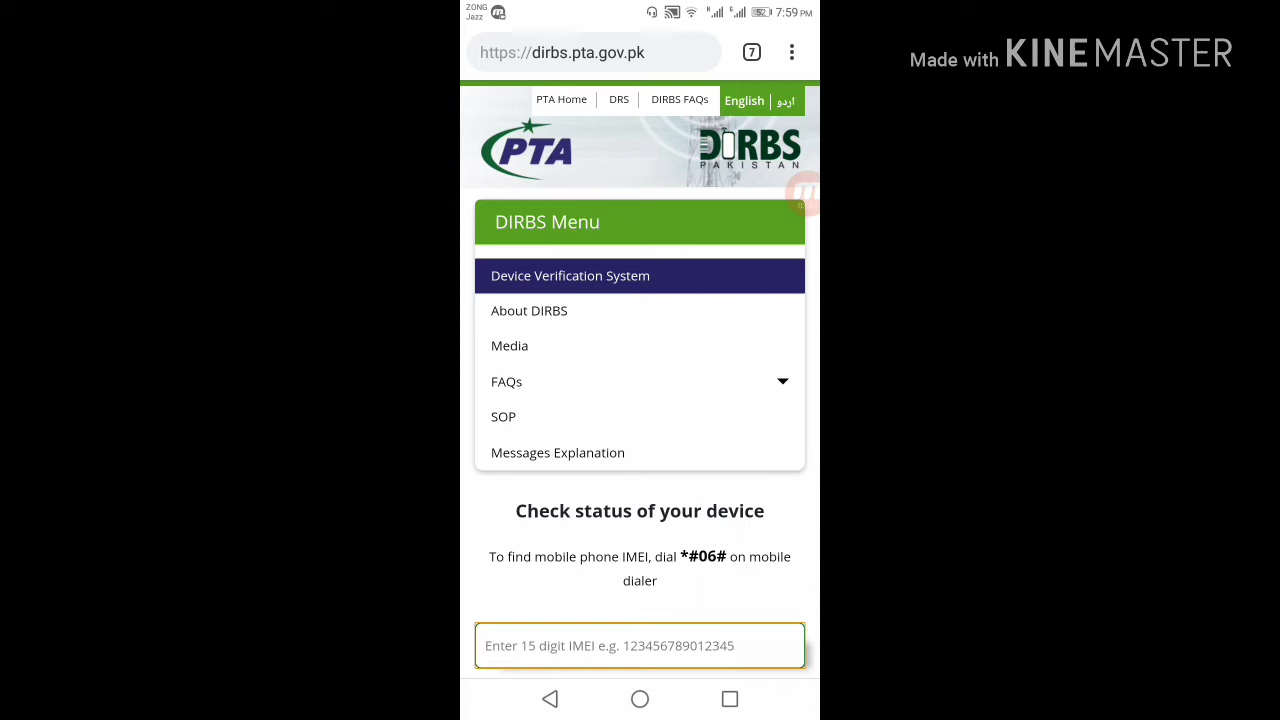 ZONG
Jazz
52 7:59 PM
Made with KINEMASTER
https://dirbs.pta.gov.pk 7
PTA Home DRS DIRBS FAQs English اردو
PTA DIRBS
PAKISTAN
DIRBS Menu
Device Verification System
About DIRBS
Media
FAQs
SOP
Messages Explanation
Check status of your device
To find mobile phone IMEI, dial *#06# on mobile
dialer
Enter 15 digit IMEI e.g. 123456789012345